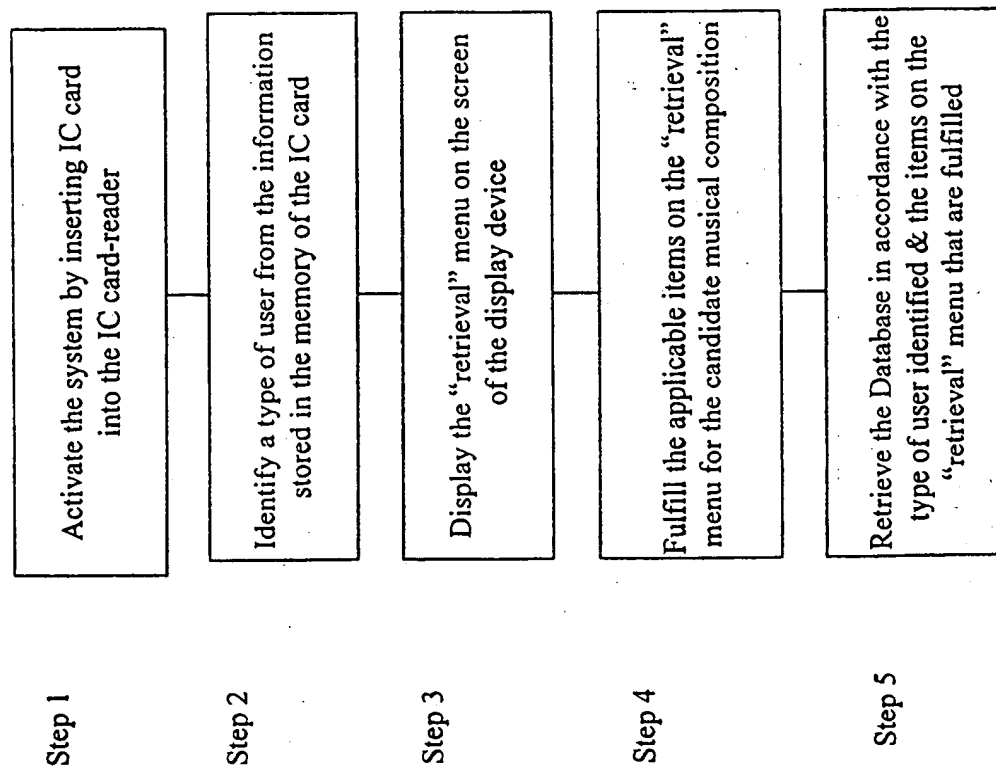 Step 1
Activate the system by inserting IC card
into the IC card-reader
Step 2
Identify a type of user from the information
stored in the memory of the IC card
Step 3
Display the “retrieval” menu on the screen
of the display device
Step 4
Fulfill the applicable items on the “retrieval”
menu for the candidate musical composition
Step 5
Retrieve the Database in accordance with the
type of user identified & the items on the
“retrieval” menu that are fulfilled